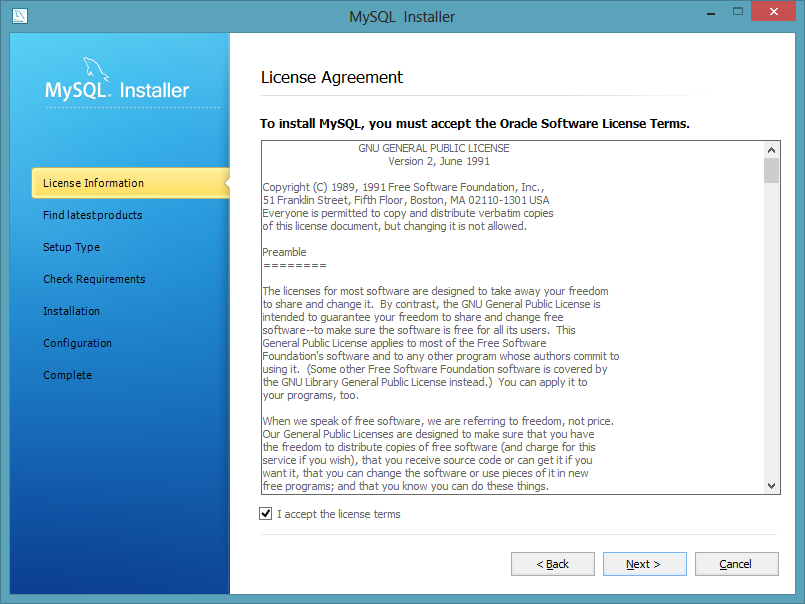 MySQL Installer
MySQL. Installer
License Information
Find latest products
Setup Type
Check Requirements
Installation
Configuration
Complete
License Agreement
To install MySQL, you must accept the Oracle Software License Terms.
GNU GENERAL PUBLIC LICENSE
Version 2, June 1991
Copyright (C) 1989, 1991 Free Software Foundation, Inc.,
51 Franklin Street, Fifth Floor, Boston, MA 02110-1301 USA
Everyone is permitted to copy and distribute verbatim copies
of this license document, but changing it is not allowed.
Preamble
========
The licenses for most software are designed to take away your freedom
to share and change it. By contrast, the GNU General Public License is
intended to guarantee your freedom to share and change free
software--to make sure the software is free for all its users. This
General Public License applies to most of the Free Software
Foundation's software and to any other program whose authors commit to
using it. (Some other Free Software Foundation software is covered by
the GNU Library General Public License instead.) You can apply it to
your programs, too.
When we speak of free software, we are referring to freedom, not price.
Our General Public Licenses are designed to make sure that you have
the freedom to distribute copies of free software (and charge for this
service if you wish), that you receive source code or can get it if you
want it, that you can change the software or use pieces of it in new
free programs; and that you know you can do these things.
I accept the license terms
< Back
Next >
Cancel